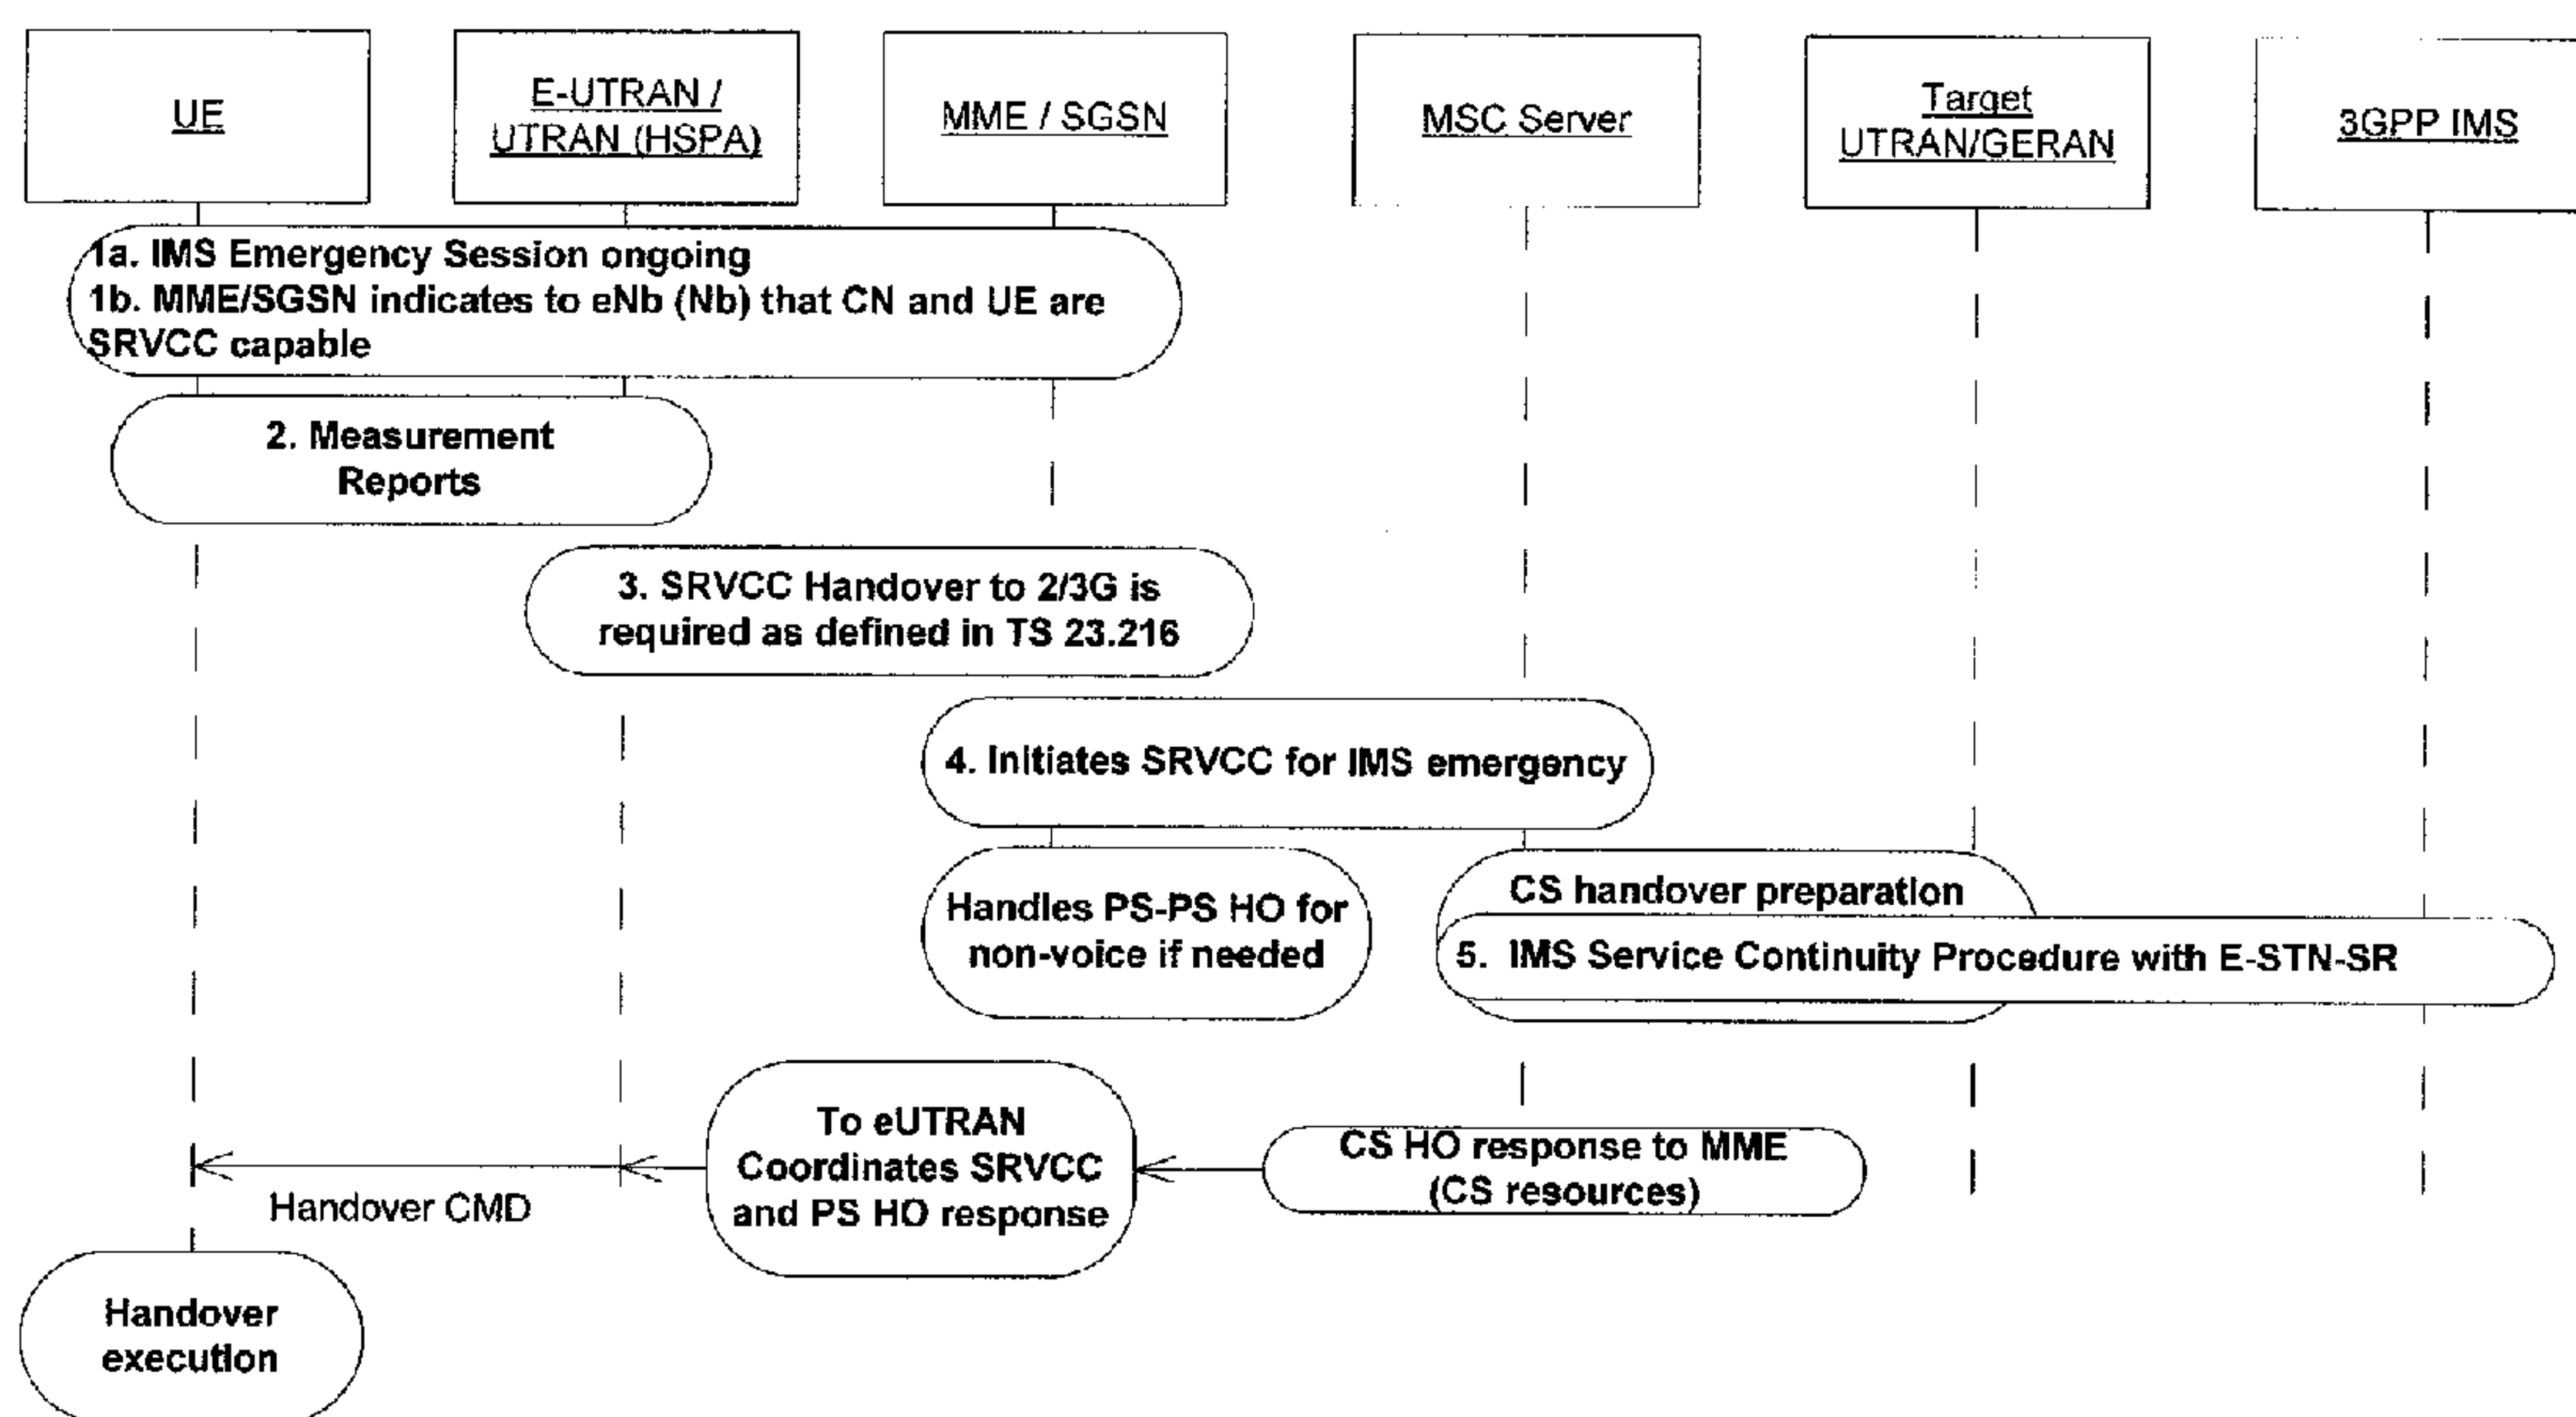 UE
E-UTRAN /
UTRAN (HSPA)
MME / SGSN
MSC Server
Target
UTRAN/GERAN
3GPP IMS
1a. IMS Emergency Session ongoing
1b. MME/SGSN indicates to eNb (Nb) that CN and UE are
SRVCC capable
2. Measurement
Reports
3. SRVCC Handover to 2/3G is
required as defined in TS 23.216
4. Initiates SRVCC for IMS emergency
Handles PS-PS HO for
non-voice if needed
CS handover preparation
5. IMS Service Continuity Procedure with E-STN-SR
To eUTRAN
Coordinates SRVCC
and PS HO response
CS HO response to MME
(CS resources)
Handover CMD
Handover
execution